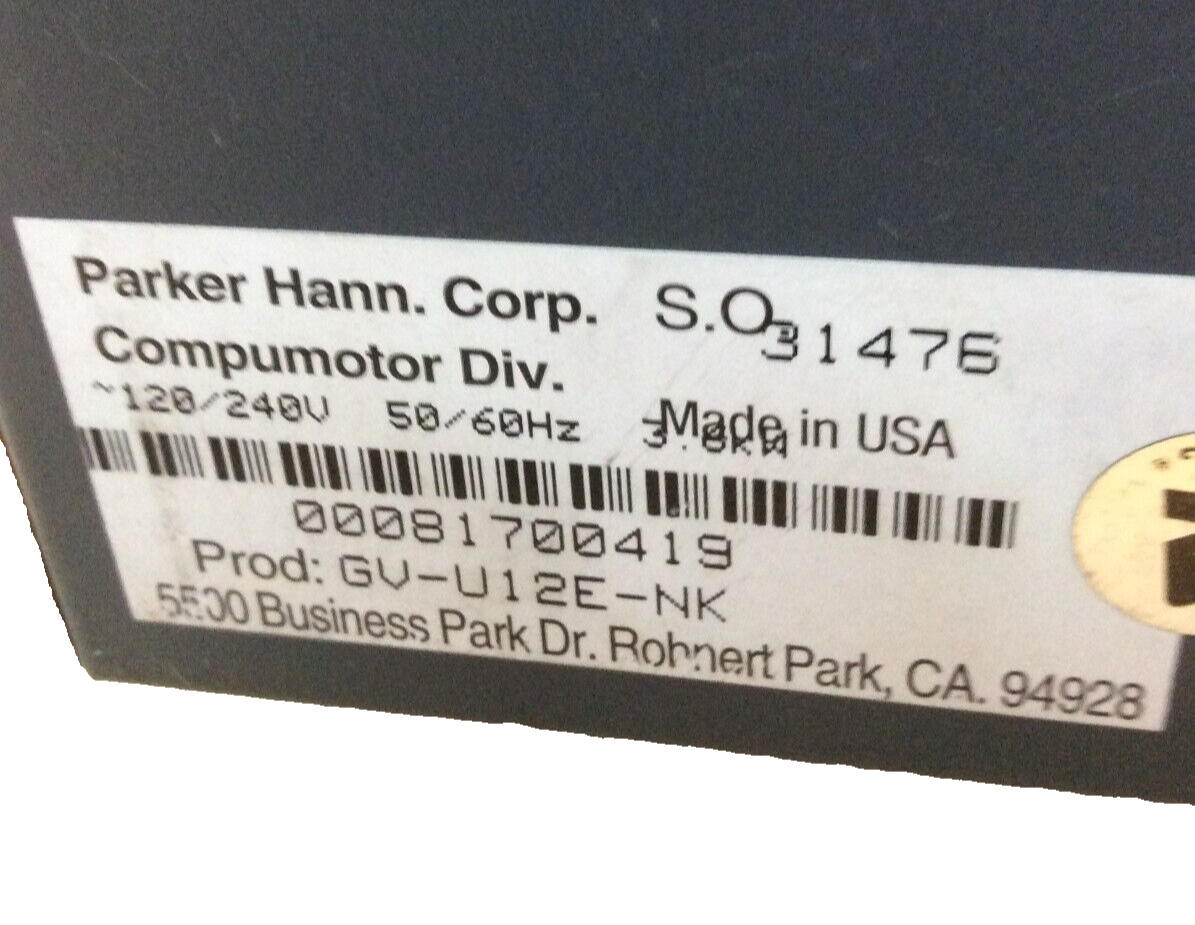 Parker Hann. Corp. S.O. 31476
Compumotor Div.
~120/240V 50/60Hz Made in USA
00081700419
Prod: GV-U12E-NK
5500 Business Park Dr. Rohnert Park, CA. 94928